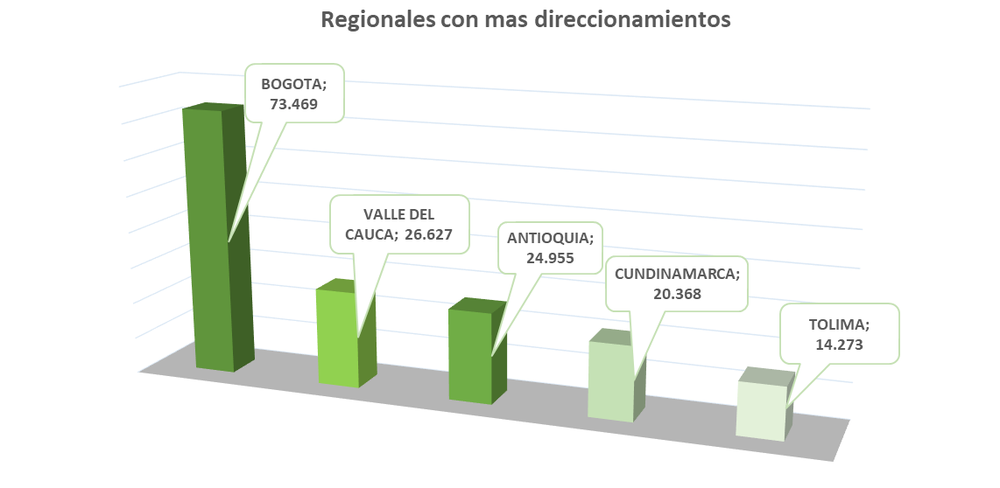 Regionales con mas direccionamientos
BOGOTA;
73.469
VALLE DEL
CAUCA; 26.627
ANTIOQUIA;
24.955
CUNDINAMARCA;
20.368
TOLIMA;
14.273